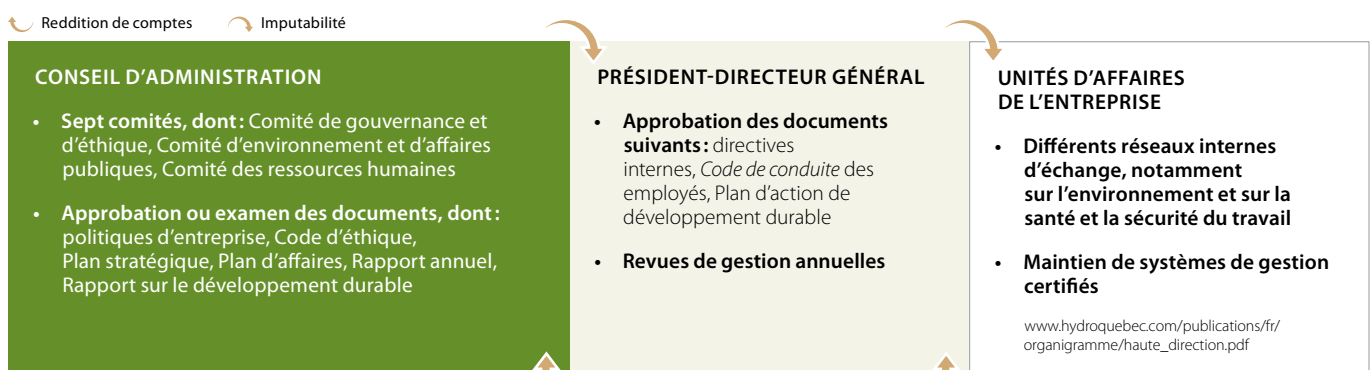 Reddition de comptes
Imputabilité
CONSEIL D’ADMINISTRATION
• Sept comités, dont : Comité de gouvernance et
d’éthique, Comité d’environnement et d’affaires
publiques, Comité des ressources humaines
• Approbation ou examen des documents, dont :
politiques d’entreprise, Code d’éthique,
Plan stratégique, Plan d’affaires, Rapport annuel,
Rapport sur le développement durable
PRÉSIDENT-DIRECTEUR GÉNÉRAL
• Approbation des documents
suivants : directives
internes, Code de conduite des
employés, Plan d’action de
développement durable
• Revues de gestion annuelles
UNITÉS D’AFFAIRES
DE L’ENTREPRISE
• Différents réseaux internes
d’échange, notamment
sur l’environnement et sur la
santé et la sécurité du travail
• Maintien de systèmes de gestion
certifiés
www.hydroquebec.com/publications/fr/
organigramme/haute_direction.pdf